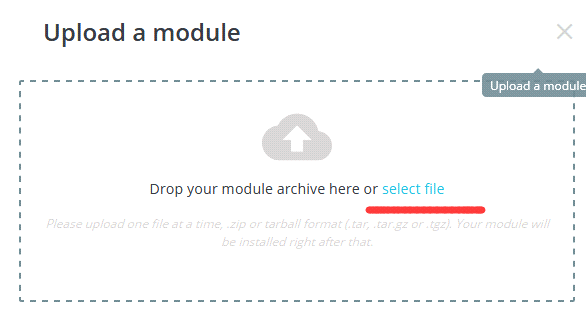 Upload a module
Upload a module
Drop your module archive here or select file
Please upload one file at a time, .zip or tarball format (.tar, .tar.gz or .tgz). Your module will
be installed right after that.